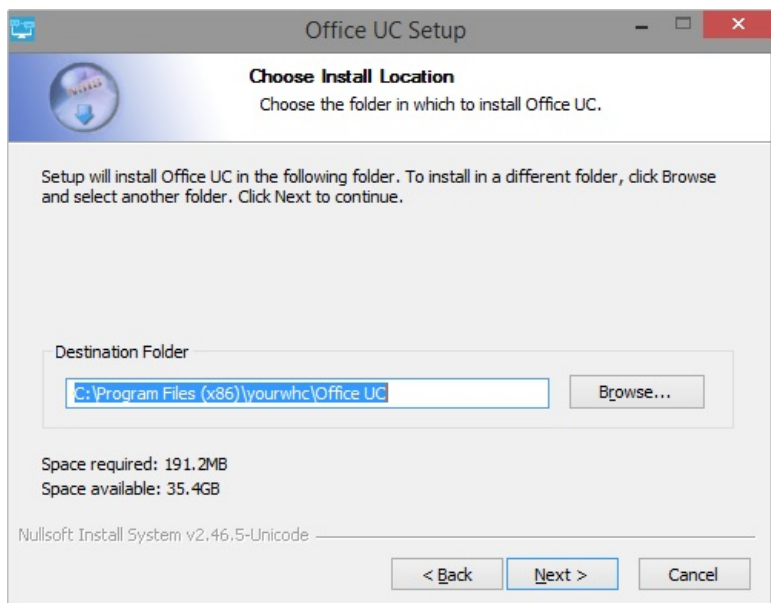 Office UC Setup
Choose Install Location
Choose the folder in which to install Office UC.
Setup will install Office UC in the following folder. To install in a different folder, click Browse
and select another folder. Click Next to continue.
Destination Folder
C:\Program Files (x86)\yourwhc\Office UC
Browse...
Space required: 191.2MB
Space available: 35.4GB
Nullsoft Install System v2.46.5-Unicode
< Back
Next >
Cancel